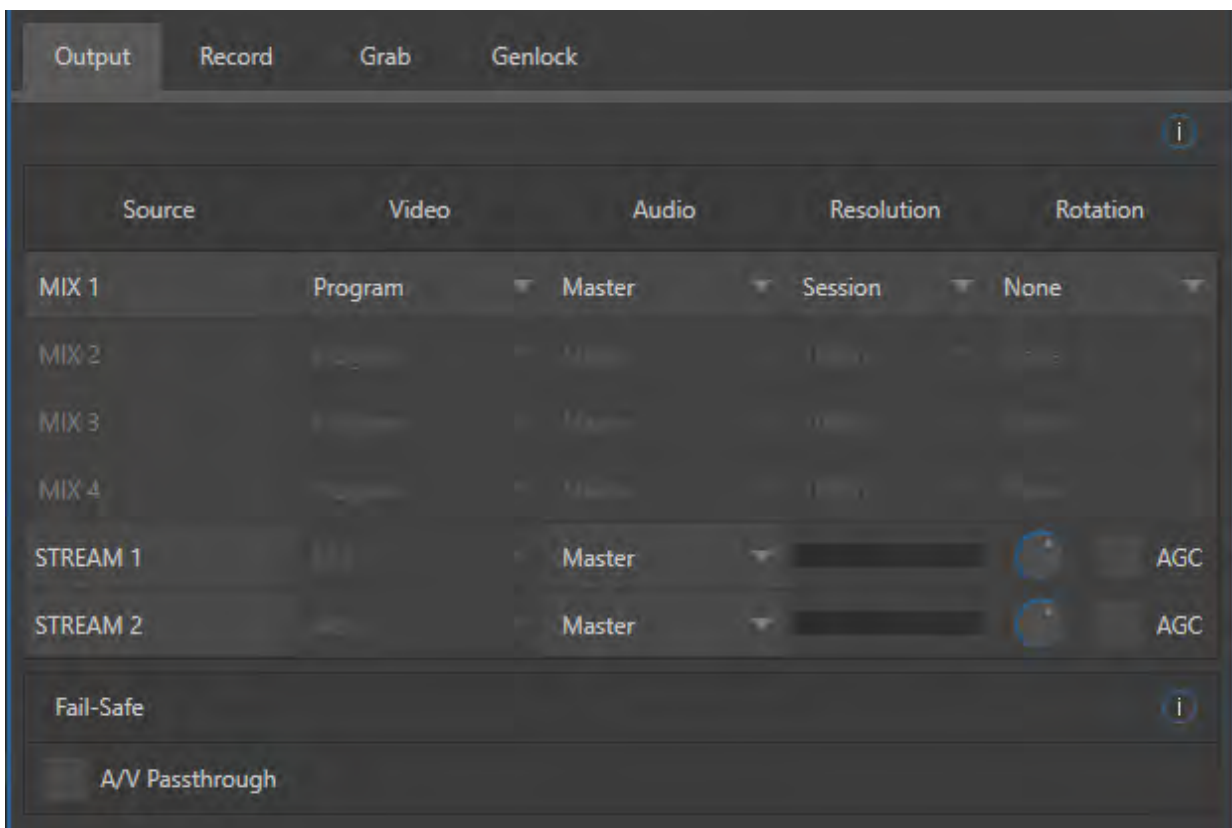 Output Record Grab Genlock
i
Source Video Audio Resolution Rotation
MIX 1 Program Master Session None
MIX 2
MIX 3
MIX 4
STREAM 1 Master AGC
STREAM 2 Master AGC
Fail-Safe i
A/V Passthrough